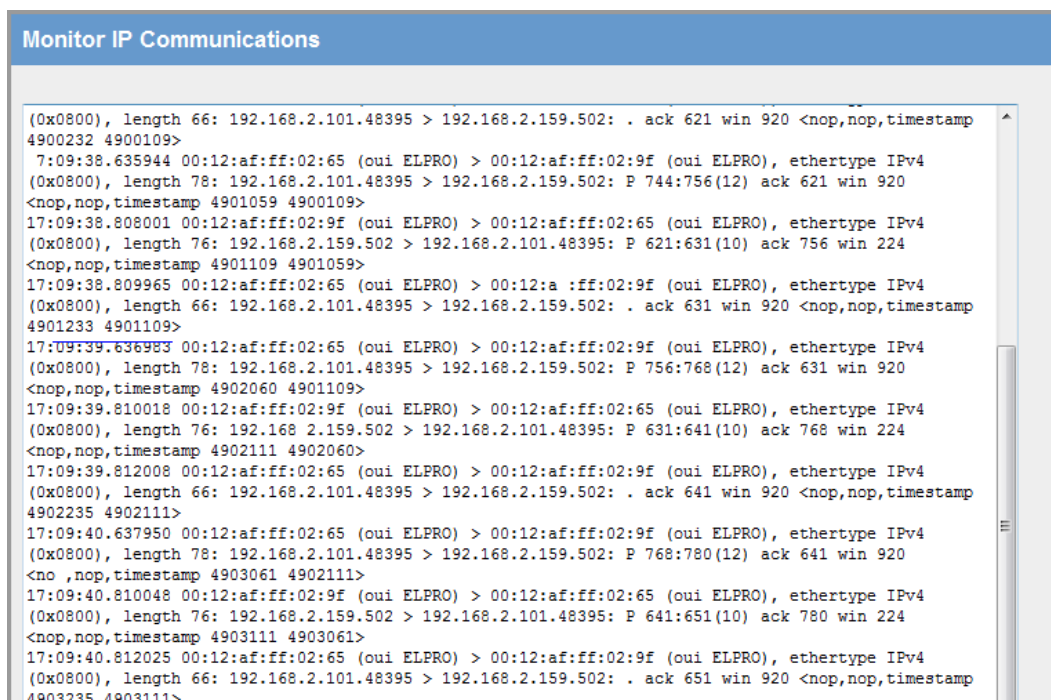 Monitor IP Communications
(0x0800), length 66: 192.168.2.101.48395 > 192.168.2.159.502: . ack 621 win 920 <nop,nop,timestamp
4900232 4900109>
 7:09:38.635944 00:12:af:ff:02:65 (oui ELPRO) > 00:12:af:ff:02:9f (oui ELPRO), ethertype IPv4
(0x0800), length 78: 192.168.2.101.48395 > 192.168.2.159.502: P 744:756(12) ack 621 win 920
<nop,nop,timestamp 4901059 4900109>
17:09:38.808001 00:12:af:ff:02:9f (oui ELPRO) > 00:12:af:ff:02:65 (oui ELPRO), ethertype IPv4
(0x0800), length 76: 192.168.2.159.502 > 192.168.2.101.48395: P 621:631(10) ack 756 win 224
<nop,nop,timestamp 4901109 4901059>
17:09:38.809965 00:12:af:ff:02:65 (oui ELPRO) > 00:12:a :ff:02:9f (oui ELPRO), ethertype IPv4
(0x0800), length 66: 192.168.2.101.48395 > 192.168.2.159.502: . ack 631 win 920 <nop,nop,timestamp
4901233 4901109>
17:09:39.636983 00:12:af:ff:02:65 (oui ELPRO) > 00:12:af:ff:02:9f (oui ELPRO), ethertype IPv4
(0x0800), length 78: 192.168.2.101.48395 > 192.168.2.159.502: P 756:768(12) ack 631 win 920
<nop,nop,timestamp 4902060 4901109>
17:09:39.810018 00:12:af:ff:02:9f (oui ELPRO) > 00:12:af:ff:02:65 (oui ELPRO), ethertype IPv4
(0x0800), length 76: 192.168 2.159.502 > 192.168.2.101.48395: P 631:641(10) ack 768 win 224
<nop,nop,timestamp 4902111 4902060>
17:09:39.812008 00:12:af:ff:02:65 (oui ELPRO) > 00:12:af:ff:02:9f (oui ELPRO), ethertype IPv4
(0x0800), length 66: 192.168.2.101.48395 > 192.168.2.159.502: . ack 641 win 920 <nop,nop,timestamp
4902235 4902111>
17:09:40.637950 00:12:af:ff:02:65 (oui ELPRO) > 00:12:af:ff:02:9f (oui ELPRO), ethertype IPv4
(0x0800), length 78: 192.168.2.101.48395 > 192.168.2.159.502: P 768:780(12) ack 641 win 920
<no ,nop,timestamp 4903061 4902111>
17:09:40.810048 00:12:af:ff:02:9f (oui ELPRO) > 00:12:af:ff:02:65 (oui ELPRO), ethertype IPv4
(0x0800), length 76: 192.168.2.159.502 > 192.168.2.101.48395: P 641:651(10) ack 780 win 224
<nop,nop,timestamp 4903111 4903061>
17:09:40.812025 00:12:af:ff:02:65 (oui ELPRO) > 00:12:af:ff:02:9f (oui ELPRO), ethertype IPv4
(0x0800), length 66: 192.168.2.101.48395 > 192.168.2.159.502: . ack 651 win 920 <nop,nop,timestamp
4903235 4903111>